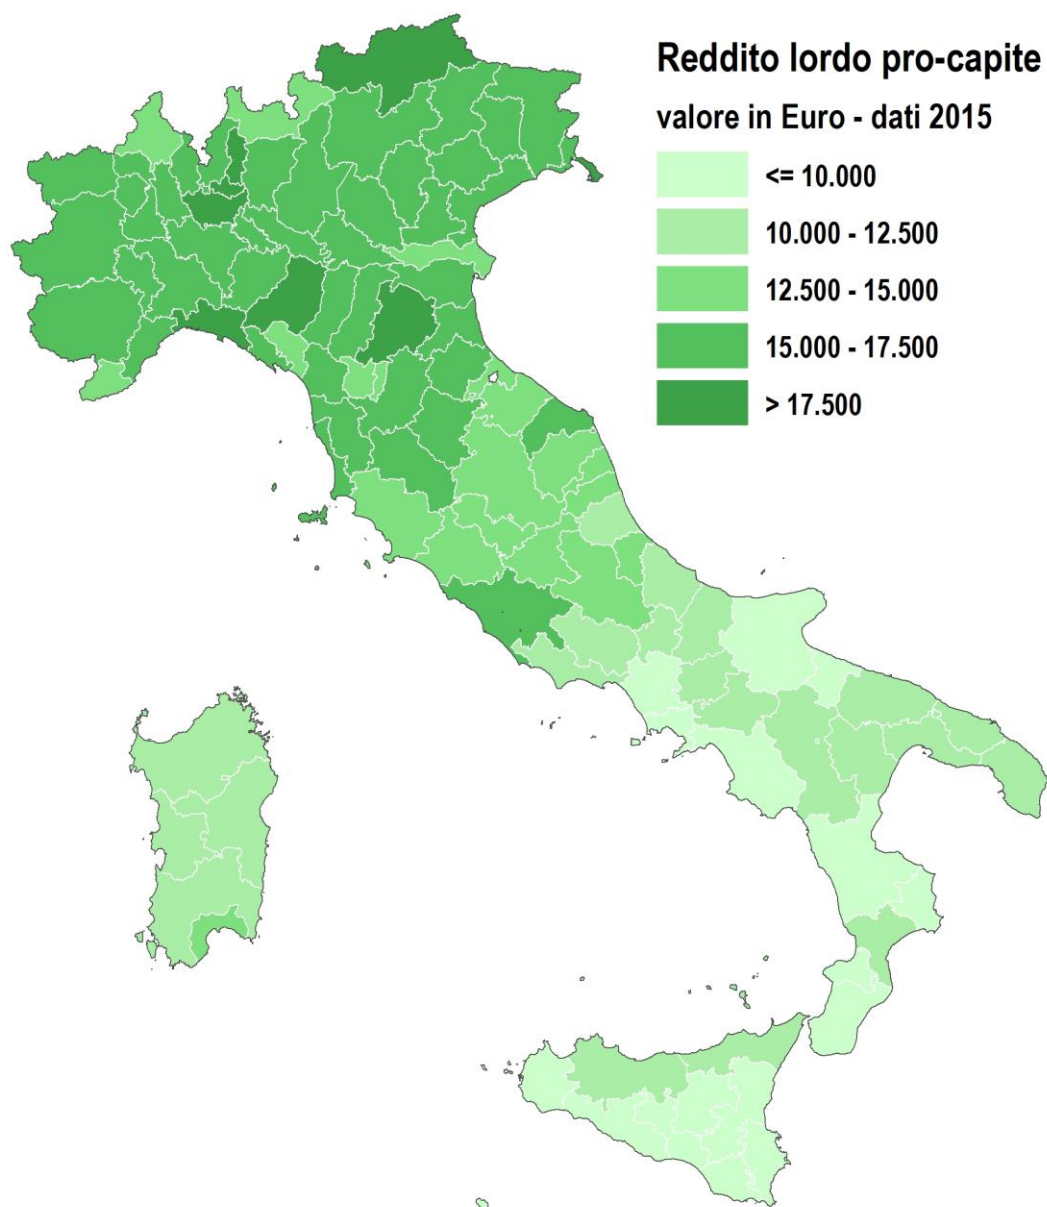 Reddito lordo pro-capite
valore in Euro - dati 2015
<= 10.000
10.000 - 12.500
12.500 - 15.000
15.000 - 17.500
> 17.500